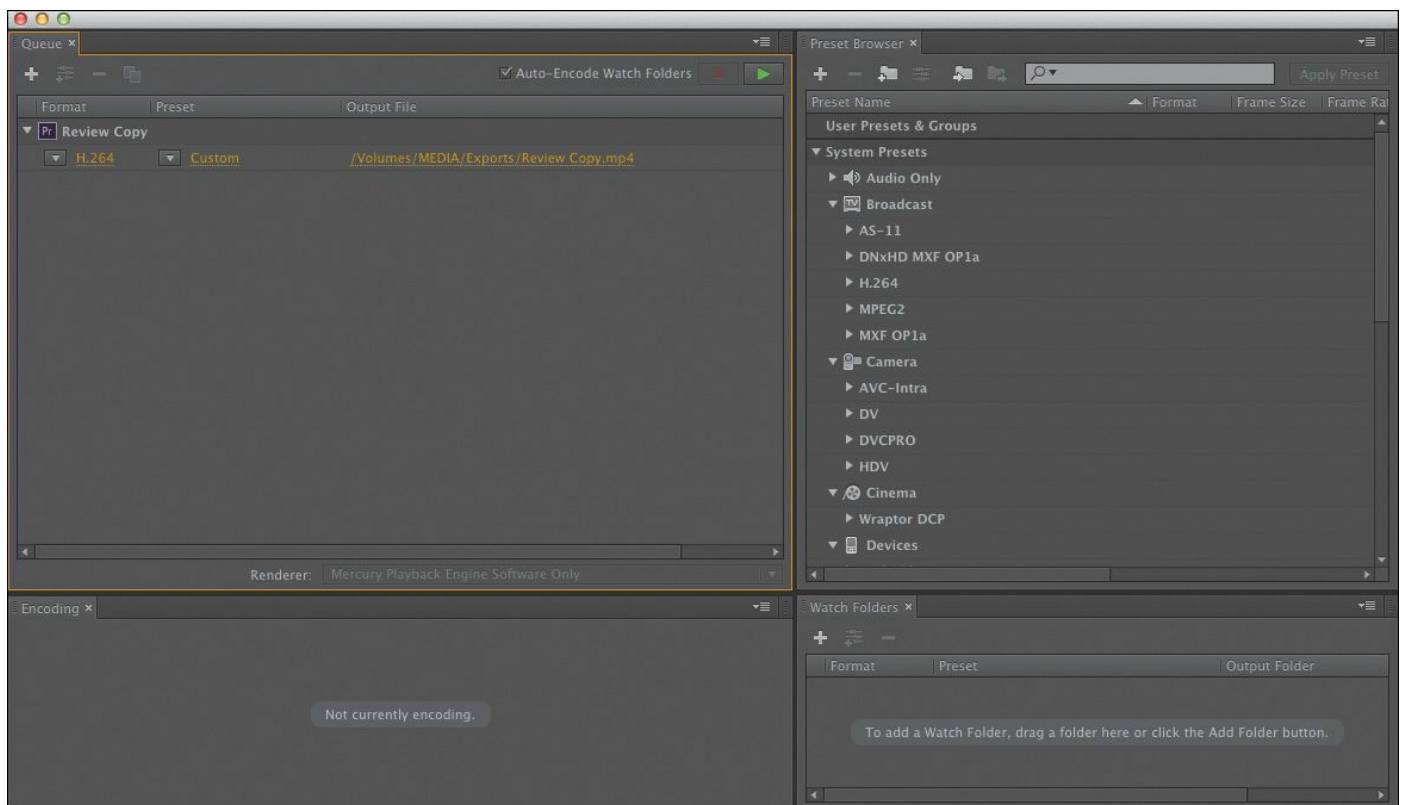 Queue ×
Auto-Encode Watch Folders
Format Preset Output File
Pr Review Copy
H.264 Custom /Volumes/MEDIA/Exports/Review Copy.mp4
Renderer: Mercury Playback Engine Software Only
Preset Browser ×
Apply Preset
Preset Name Format Frame Size Frame Rat
User Presets & Groups
System Presets
Audio Only
TV Broadcast
AS-11
DNxHD MXF OP1a
H.264
MPEG2
MXF OP1a
Camera
AVC-Intra
DV
DVCPRO
HDV
Cinema
Wraptor DCP
Devices
Encoding ×
Not currently encoding.
Watch Folders ×
Format Preset Output Folder
To add a Watch Folder, drag a folder here or click the Add Folder button.